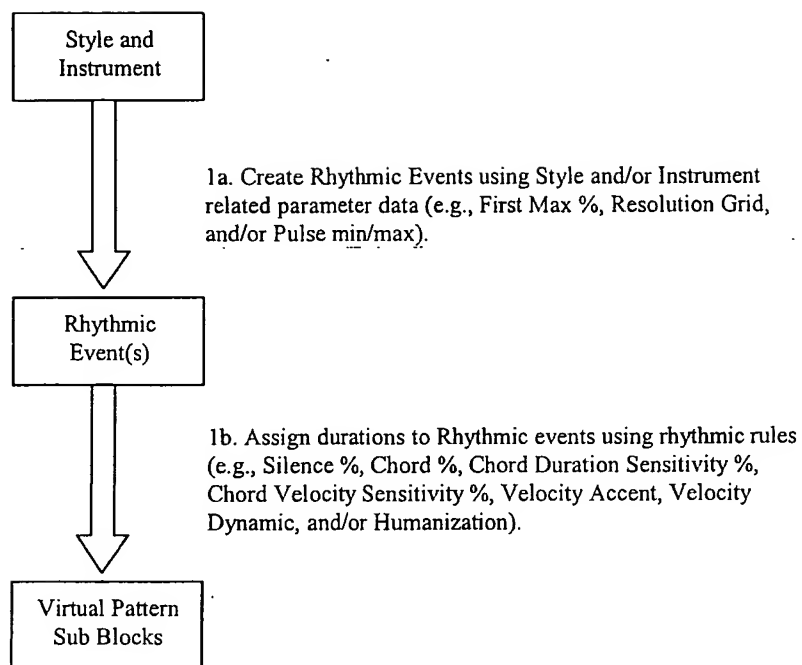 Style and
Instrument
1a. Create Rhythmic Events using Style and/or Instrument
related parameter data (e.g., First Max %, Resolution Grid,
and/or Pulse min/max).
Rhythmic
Event(s)
1b. Assign durations to Rhythmic events using rhythmic rules
(e.g., Silence %, Chord %, Chord Duration Sensitivity %,
Chord Velocity Sensitivity %, Velocity Accent, Velocity
Dynamic, and/or Humanization).
Virtual Pattern
Sub Blocks